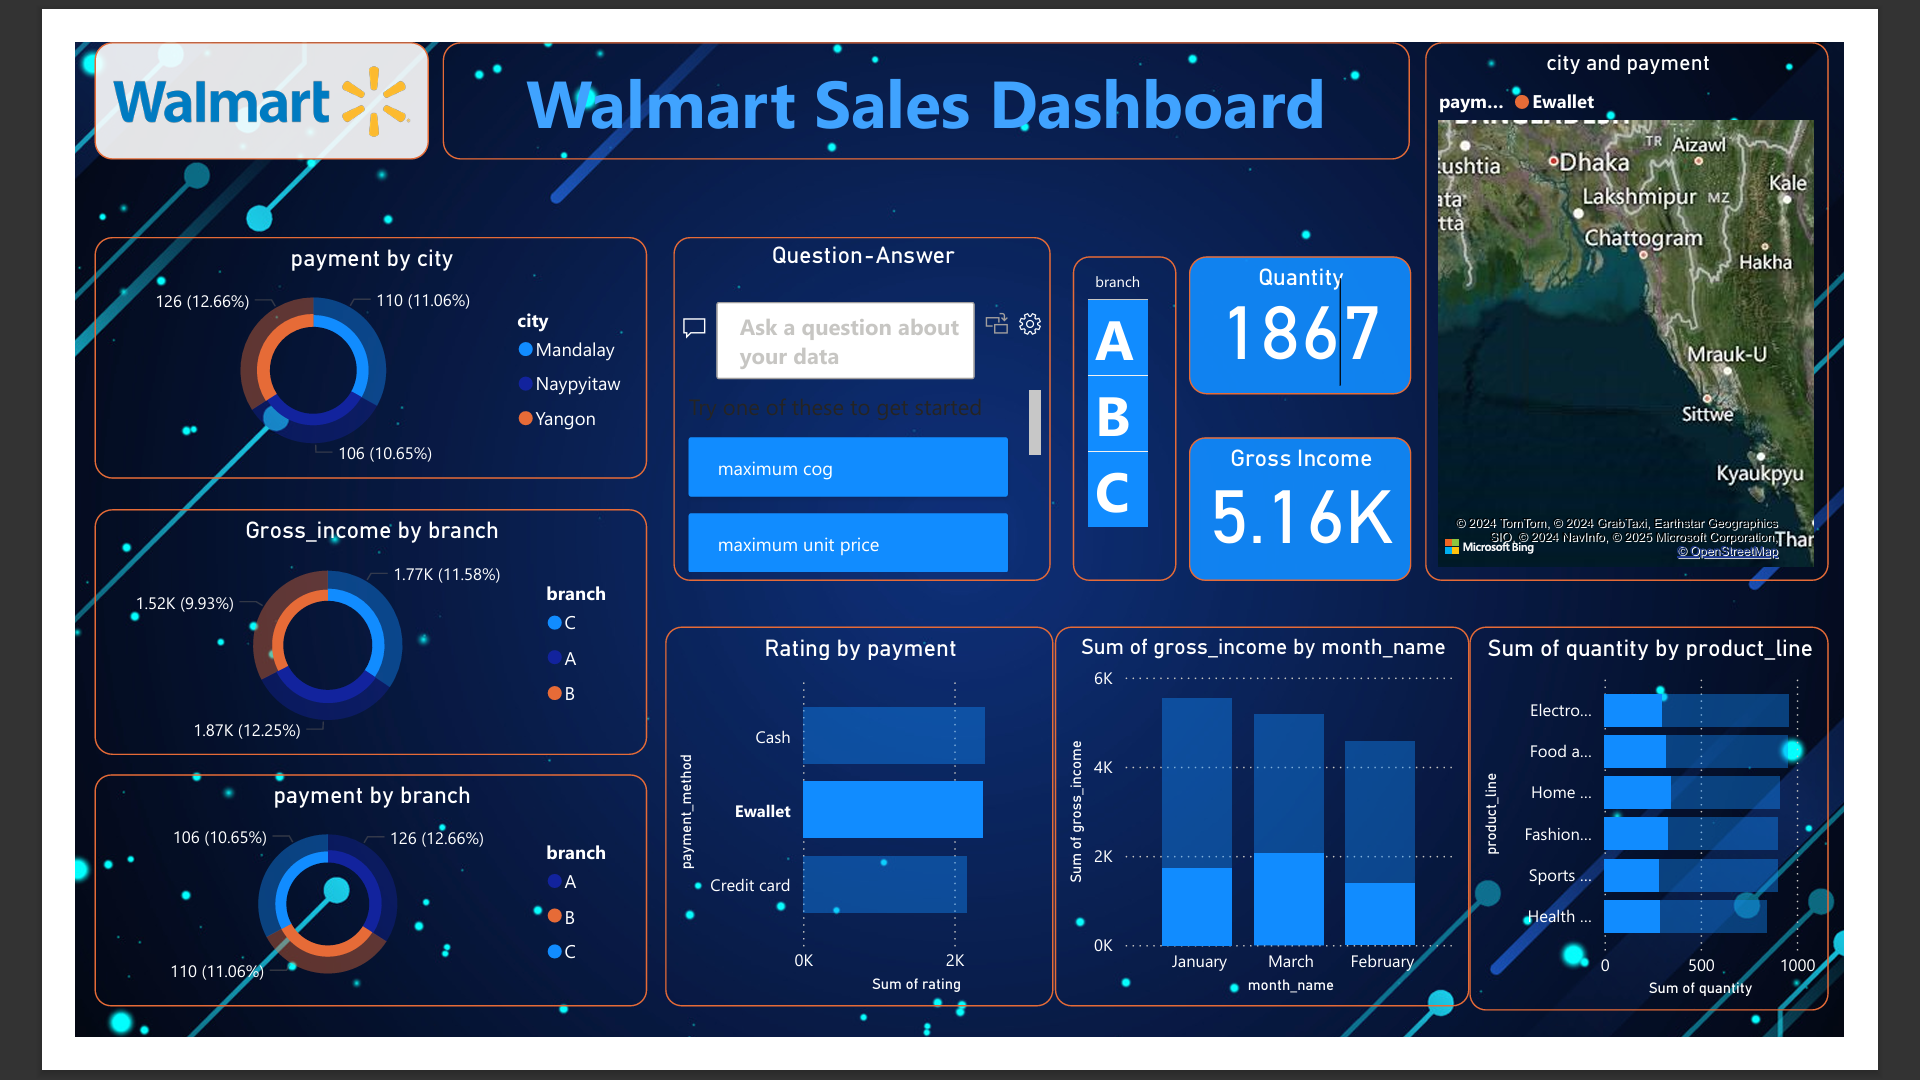 Walmart
Walmart Sales Dashboard
city and payment
paym...
Ewallet
Dhaka
TR
Aizawl
ushtia
Lakshmipur
MZ
Kale
ata
tta
Chattogram
Hakha
Mrauk-U
Sittwe
Kyaukpyu
Than
© 2024 TomTom, © 2024 GrabTaxi, Earthstar Geographics
SIO, © 2024 NavInfo, © 2025 Microsoft Corporation,
© OpenStreetMap
Microsoft Bing
payment by city
126 (12.66%)
110 (11.06%)
106 (10.65%)
city
Mandalay
Naypyitaw
Yangon
Question-Answer
Ask a question about
your data
Try one of these to get started
maximum cog
maximum unit price
branch
A
B
C
Quantity
1867
Gross Income
5.16K
Gross_income by branch
1.77K (11.58%)
1.52K (9.93%)
1.87K (12.25%)
branch
C
A
B
payment by branch
106 (10.65%)
126 (12.66%)
110 (11.06%)
branch
A
B
C
Rating by payment
payment_method
Cash
Ewallet
Credit card
0K
2K
Sum of rating
Sum of gross_income by month_name
Sum of gross_income
6K
4K
2K
0K
January
March
February
month_name
Sum of quantity by product_line
product_line
Electro...
Food a...
Home ...
Fashion...
Sports ...
Health ...
0
500
1000
Sum of quantity